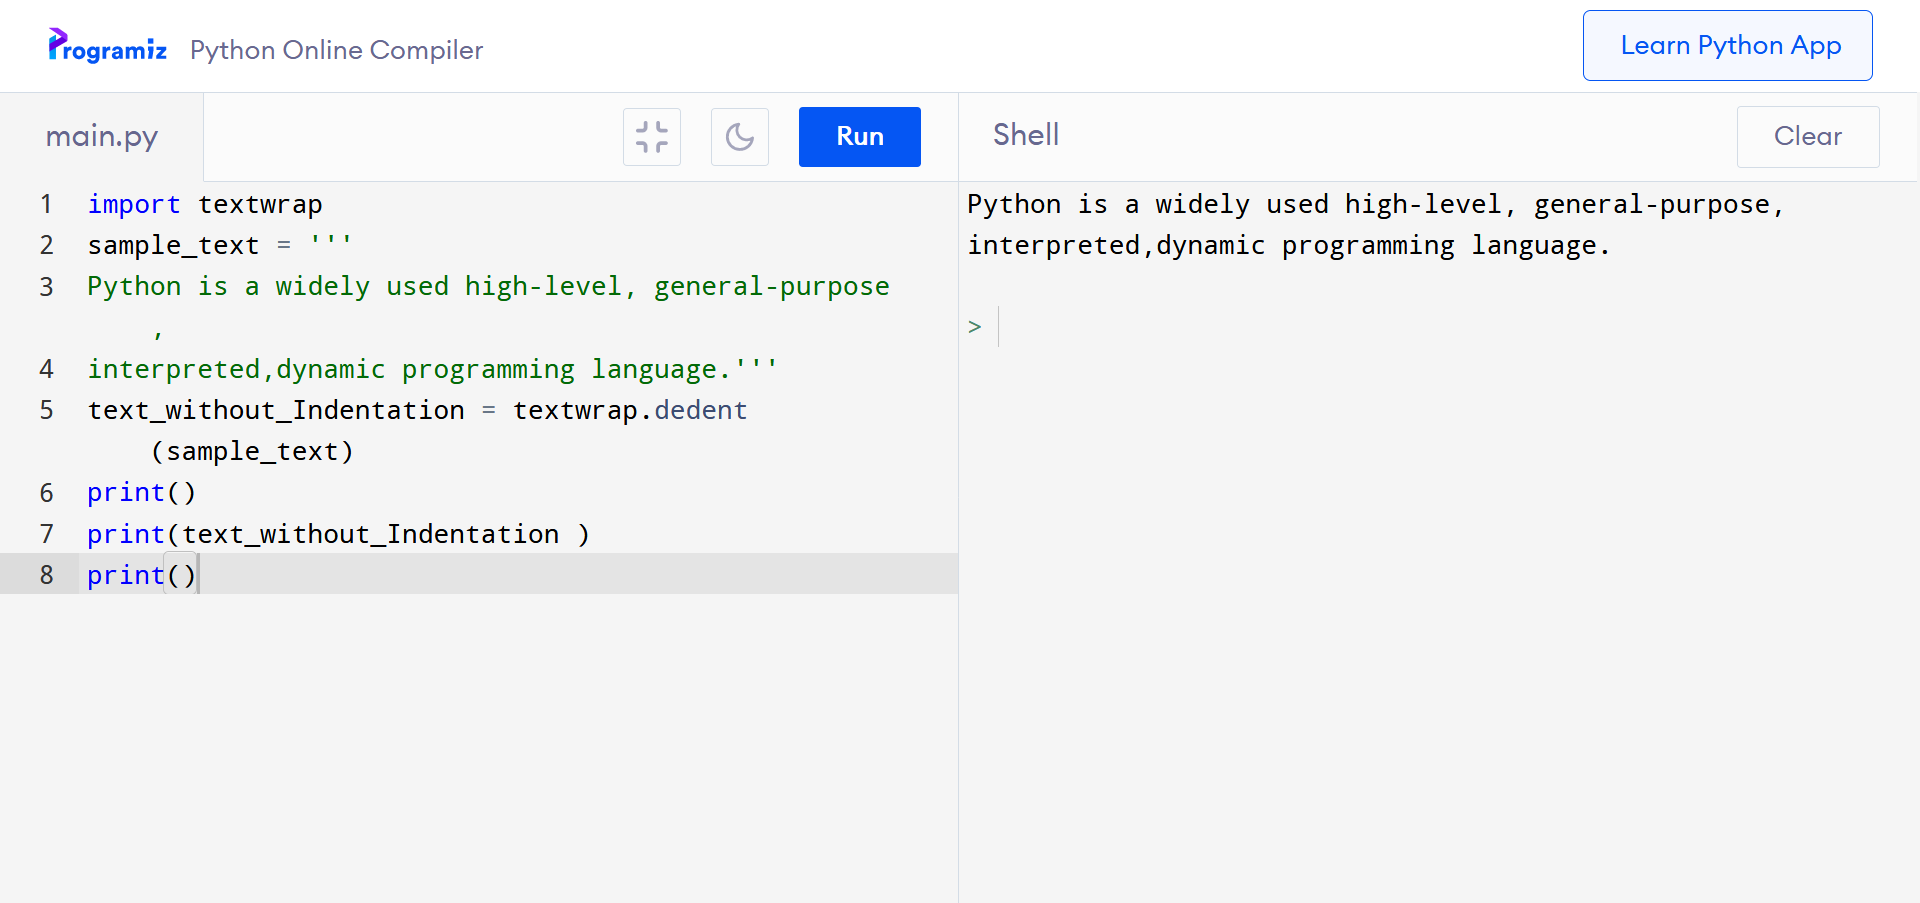 Programiz Python Online Compiler
Learn Python App
main.py
Run
Shell
Clear
1 import textwrap
2 sample_text = '''
3 Python is a widely used high-level, general-purpose
,
4 interpreted,dynamic programming language.'''
5 text_without_Indentation = textwrap.dedent
(sample_text)
6 print()
7 print(text_without_Indentation )
8 print()
Python is a widely used high-level, general-purpose,
interpreted,dynamic programming language.
>